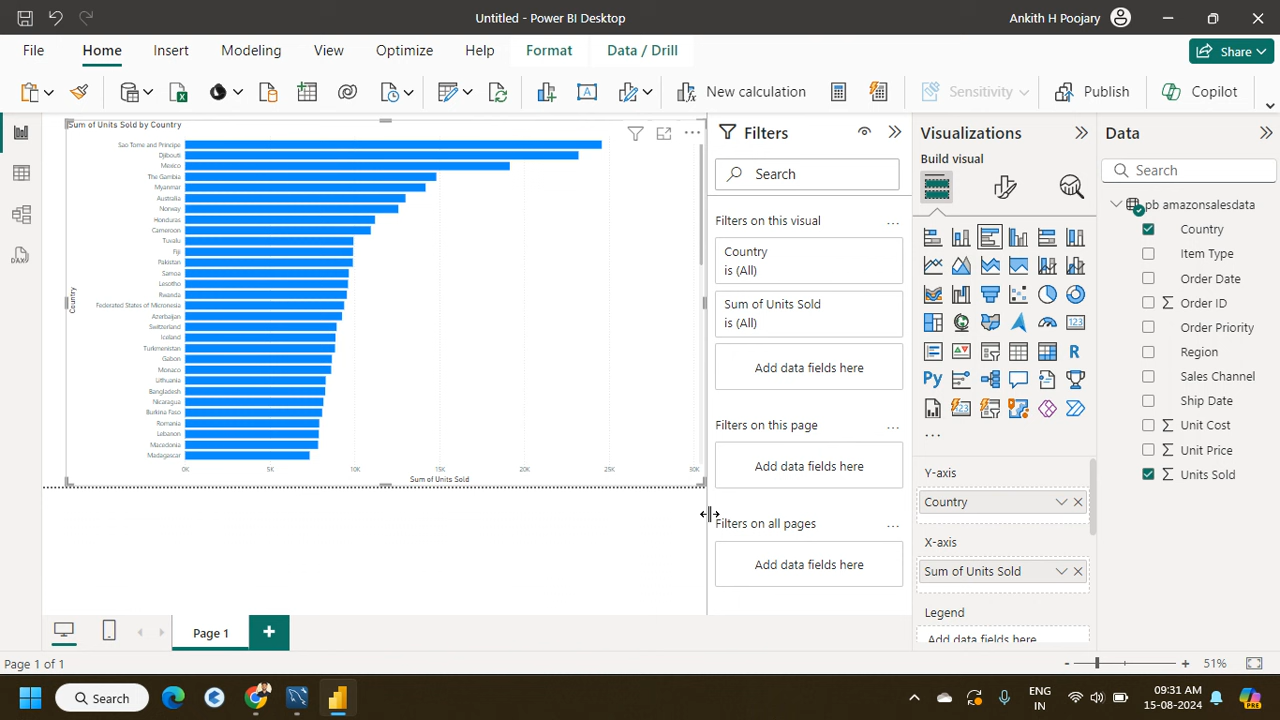 Untitled - Power BI Desktop
Ankith H Poojary
File
Home
Insert
Modeling
View
Optimize
Help
Format
Data / Drill
Share
New calculation
Sensitivity
Publish
Copilot
Sum of Units Sold by Country
Sao Tome and Principe
Djibouti
Mexico
The Gambia
Myanmar
Australia
Norway
Honduras
Cameroon
Tuvalu
Fiji
Pakistan
Samoa
Lesotho
Rwanda
Federated States of Micronesia
Azerbaijan
Switzerland
Iceland
Turkmenistan
Gabon
Monaco
Lithuania
Bangladesh
Nicaragua
Burkina Faso
Romania
Lebanon
Macedonia
Madagascar
Country
0K
5K
10K
15K
20K
25K
30K
Sum of Units Sold
Filters
Search
Filters on this visual
...
Country
is (All)
Sum of Units Sold
is (All)
Add data fields here
Filters on this page
...
Add data fields here
Filters on all pages
...
Add data fields here
Visualizations
Build visual
123
R
Py
...
Y-axis
Country
X-axis
Sum of Units Sold
Legend
Add data fields here
Data
Search
pb amazonsalesdata
Country
Item Type
Order Date
Σ Order ID
Order Priority
Region
Sales Channel
Ship Date
Σ Unit Cost
Σ Unit Price
Σ Units Sold
DAX
Page 1
+
Page 1 of 1
- + 51%
Search
ENG
IN
09:31 AM
15-08-2024
PRE